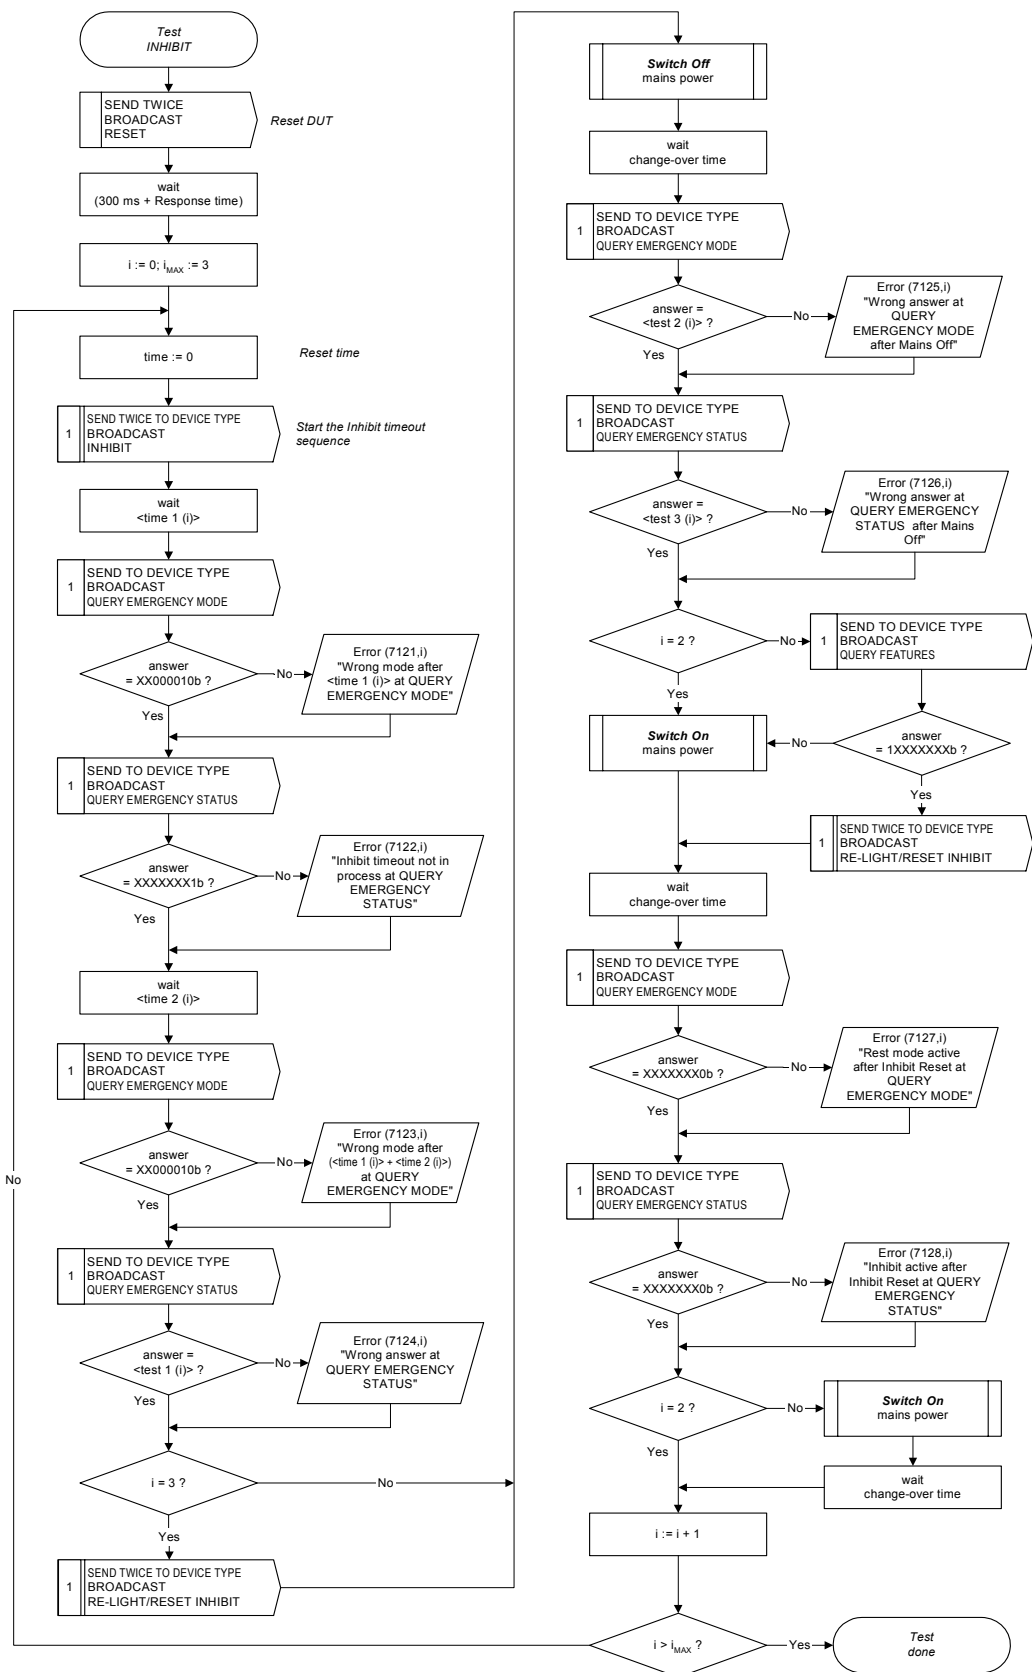 Test
INHIBIT
SEND TWICE
BROADCAST
RESET
Reset DUT
wait
(300 ms + Response time)
i := 0; iMAX := 3
time := 0
Reset time
1
SEND TWICE TO DEVICE TYPE
BROADCAST
INHIBIT
Start the Inhibit timeout
sequence
wait
<time 1 (i)>
1
SEND TO DEVICE TYPE
BROADCAST
QUERY EMERGENCY MODE
answer
= XX000010b ?
No
Error (7121,i)
"Wrong mode after
<time 1 (i)> at QUERY
EMERGENCY MODE"
Yes
1
SEND TO DEVICE TYPE
BROADCAST
QUERY EMERGENCY STATUS
answer
= XXXXXXX1b ?
No
Error (7122,i)
"Inhibit timeout not in
process at QUERY
EMERGENCY
STATUS"
Yes
wait
<time 2 (i)>
1
SEND TO DEVICE TYPE
BROADCAST
QUERY EMERGENCY MODE
answer
= XX000010b ?
No
Error (7123,i)
"Wrong mode after
(<time 1 (i)> + <time 2 (i)>)
at QUERY
EMERGENCY MODE"
Yes
1
SEND TO DEVICE TYPE
BROADCAST
QUERY EMERGENCY STATUS
answer =
<test 1 (i)> ?
No
Error (7124,i)
"Wrong answer at
QUERY EMERGENCY
STATUS"
Yes
i = 3 ?
No
Yes
1
SEND TWICE TO DEVICE TYPE
BROADCAST
RE-LIGHT/RESET INHIBIT
No
Switch Off
mains power
wait
change-over time
1
SEND TO DEVICE TYPE
BROADCAST
QUERY EMERGENCY MODE
answer =
<test 2 (i)> ?
No
Error (7125,i)
"Wrong answer at
QUERY
EMERGENCY MODE
after Mains Off"
Yes
1
SEND TO DEVICE TYPE
BROADCAST
QUERY EMERGENCY STATUS
answer =
<test 3 (i)> ?
No
Error (7126,i)
"Wrong answer at
QUERY EMERGENCY
STATUS after Mains
Off"
Yes
i = 2 ?
No
1
SEND TO DEVICE TYPE
BROADCAST
QUERY FEATURES
Yes
Switch On
mains power
No
answer
= 1XXXXXXXb ?
Yes
1
SEND TWICE TO DEVICE TYPE
BROADCAST
RE-LIGHT/RESET INHIBIT
wait
change-over time
1
SEND TO DEVICE TYPE
BROADCAST
QUERY EMERGENCY MODE
answer
= XXXXXXX0b ?
No
Error (7127,i)
"Rest mode active
after Inhibit Reset at
QUERY
EMERGENCY MODE"
Yes
1
SEND TO DEVICE TYPE
BROADCAST
QUERY EMERGENCY STATUS
answer
= XXXXXXX0b ?
No
Error (7128,i)
"Inhibit active after
Inhibit Reset at QUERY
EMERGENCY
STATUS"
Yes
i = 2 ?
No
Switch On
mains power
Yes
wait
change-over time
i := i + 1
i > iMAX ?
Yes
Test
done